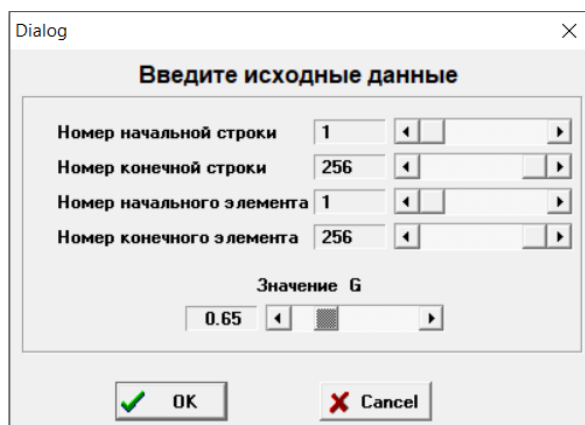 Dialog
Введите исходные данные
Номер начальной строки 1
Номер конечной строки 256
Номер начального элемента 1
Номер конечного элемента 256
Значение G
0.65
OK Cancel